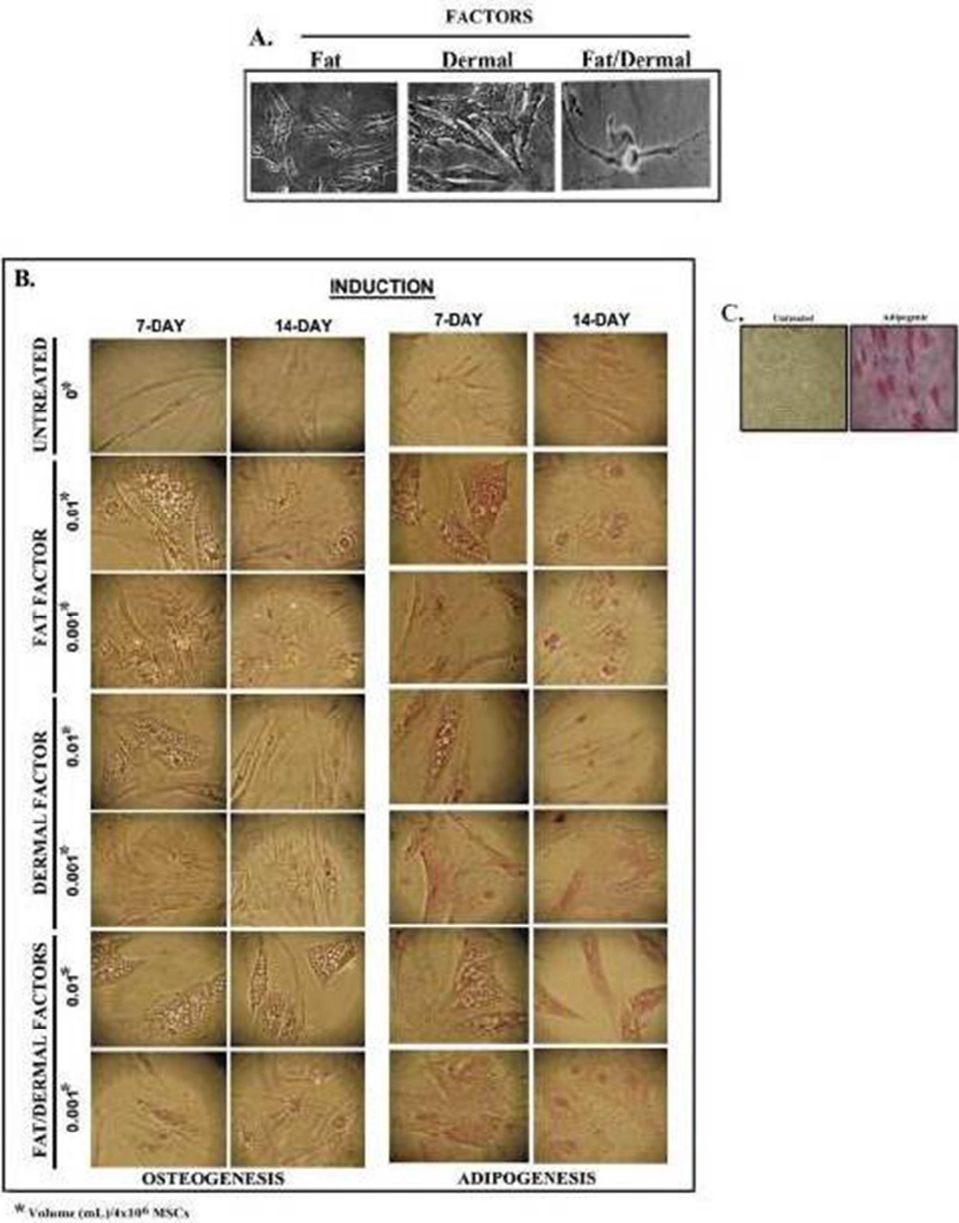 FACTORS
A.
Fat Dermal Fat/Dermal
B.
INDUCTION
7-DAY 14-DAY 7-DAY 14-DAY
C.
Untreated Adipogenic
UNTREATED
0*
FAT FACTOR
0.01*
0.001*
DERMAL FACTOR
0.01*
0.001*
FAT/DERMAL FACTORS
0.01*
0.001*
OSTEOGENESIS ADIPOGENESIS
* Volume (mL)/4x10⁶ MSCs